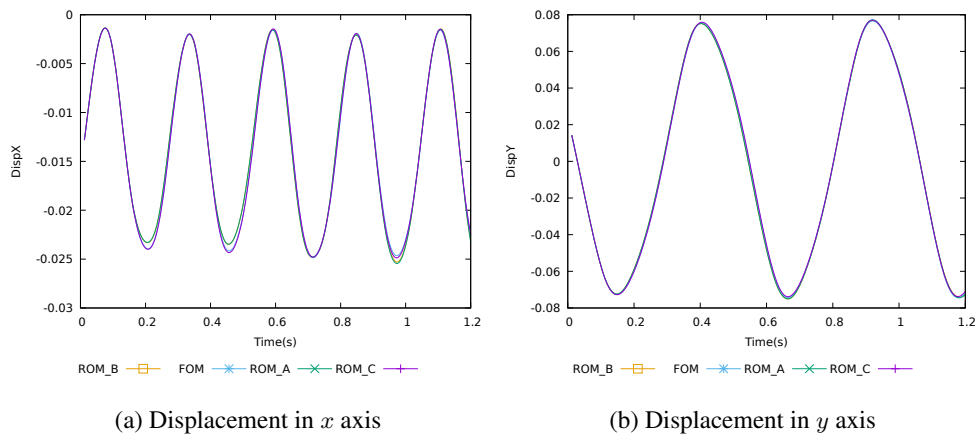 0
-0.005
-0.01
DispX
-0.015
-0.02
-0.025
-0.03
0 0.2 0.4 0.6 0.8 1 1.2
Time(s)
ROM_B FOM ROM_A ROM_C
(a) Displacement in x axis
0.08
0.06
0.04
0.02
DispY
0
-0.02
-0.04
-0.06
-0.08
0 0.2 0.4 0.6 0.8 1 1.2
Time(s)
ROM_B FOM ROM_A ROM_C
(b) Displacement in y axis